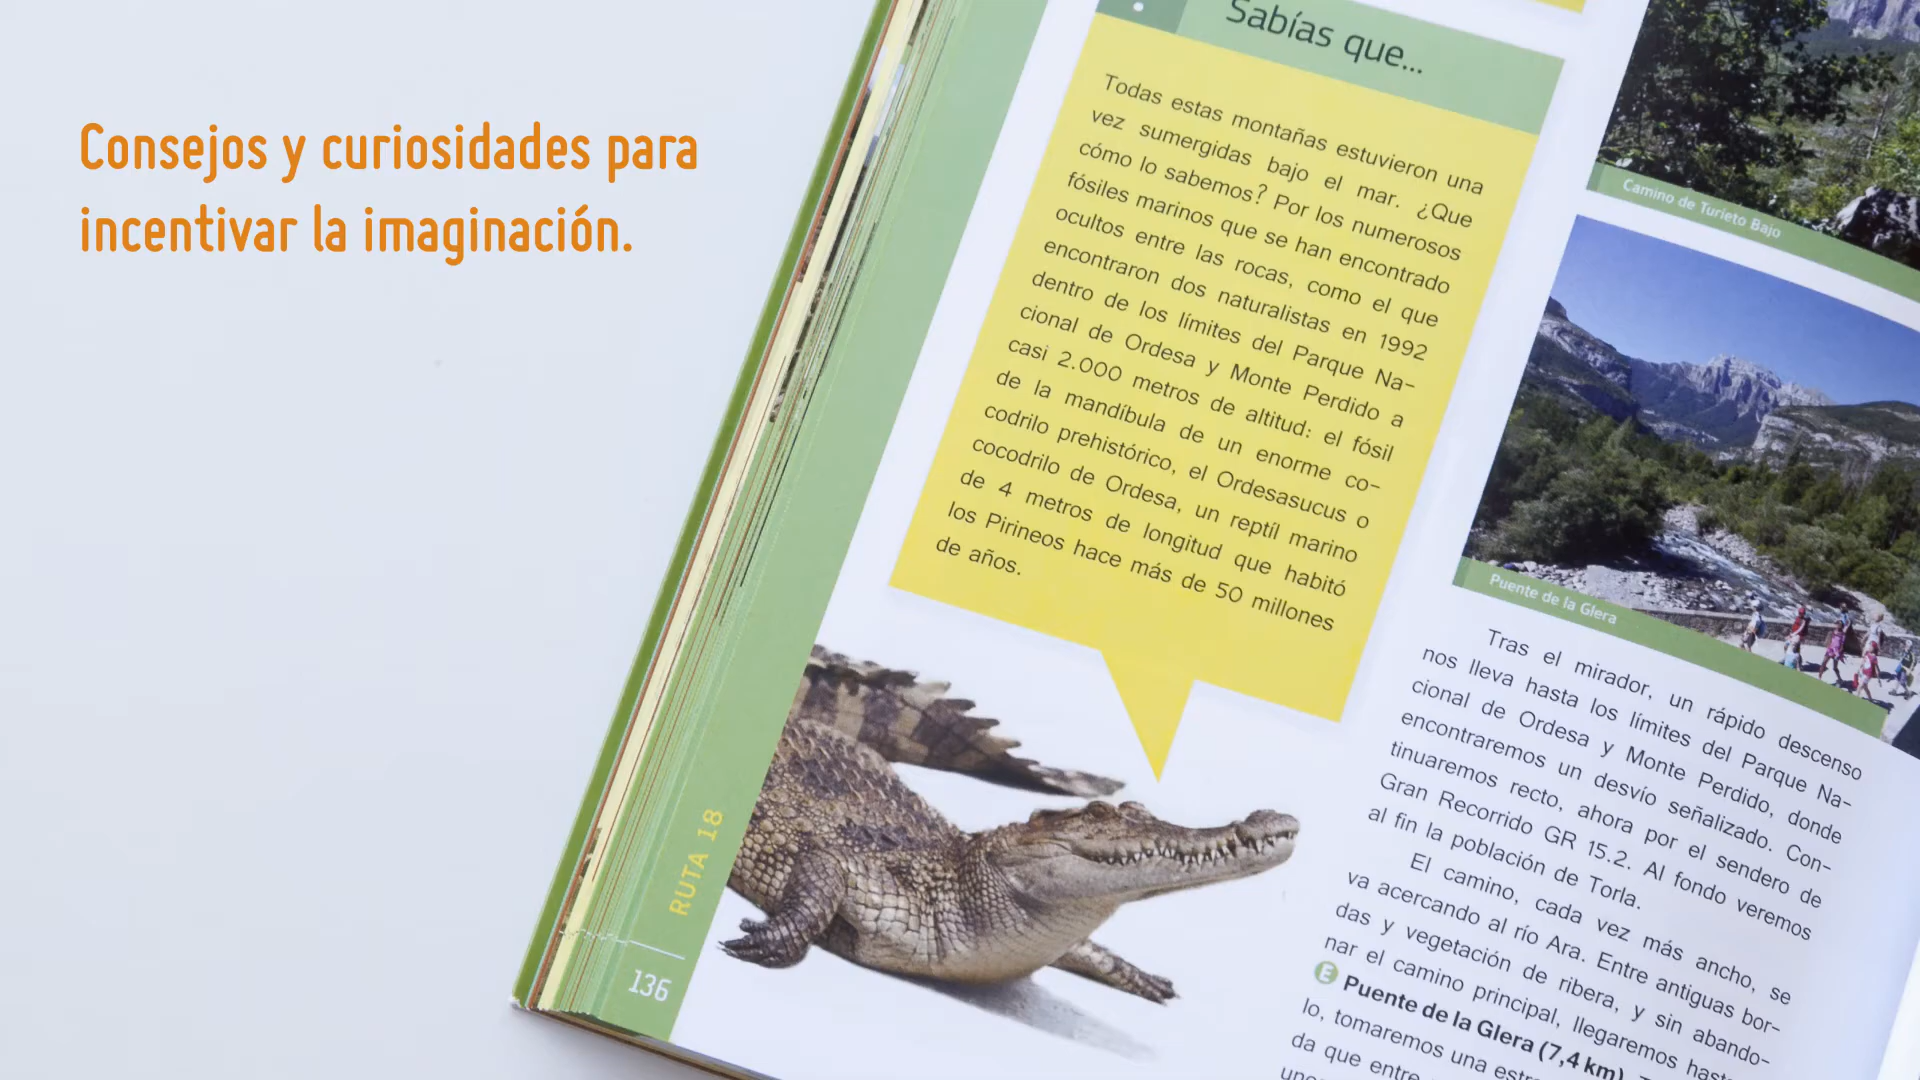 Consejos y curiosidades para
incentivar la imaginación.
Sabías que...
Todas estas montañas estuvieron una
vez sumergidas bajo el mar. ¿Que
cómo lo sabemos? Por los numerosos
fósiles marinos que se han encontrado
ocultos entre las rocas, como el que
encontraron dos naturalistas en 1992
dentro de los límites del Parque Na-
cional de Ordesa y Monte Perdido a
casi 2.000 metros de altitud: el fósil
de la mandíbula de un enorme co-
codrilo prehistórico, el Ordesasucus o
cocodrilo de Ordesa, un reptíl marino
de 4 metros de longitud que habitó
los Pirineos hace más de 50 millones
de años.
RUTA 18
136
Camino de Turieto Bajo
Puente de la Glera
Tras el mirador, un rápido descenso
nos lleva hasta los límites del Parque Na-
cional de Ordesa y Monte Perdido, donde
encontraremos un desvío señalizado. Con-
tinuaremos recto, ahora por el sendero de
Gran Recorrido GR 15.2. Al fondo veremos
al fin la población de Torla.
El camino, cada vez más ancho, se
va acercando al río Ara. Entre antiguas bor-
das y vegetación de ribera, y sin abando-
nar el camino principal, llegaremos hasta
E Puente de la Glera (7,4 km).
lo, tomaremos una
da que entre